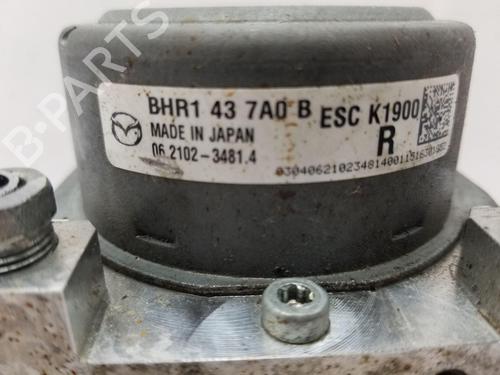 B-PARTS
BHR1 43 7A0 B ESC K1900
MADE IN JAPAN R
06.2102-3481.4